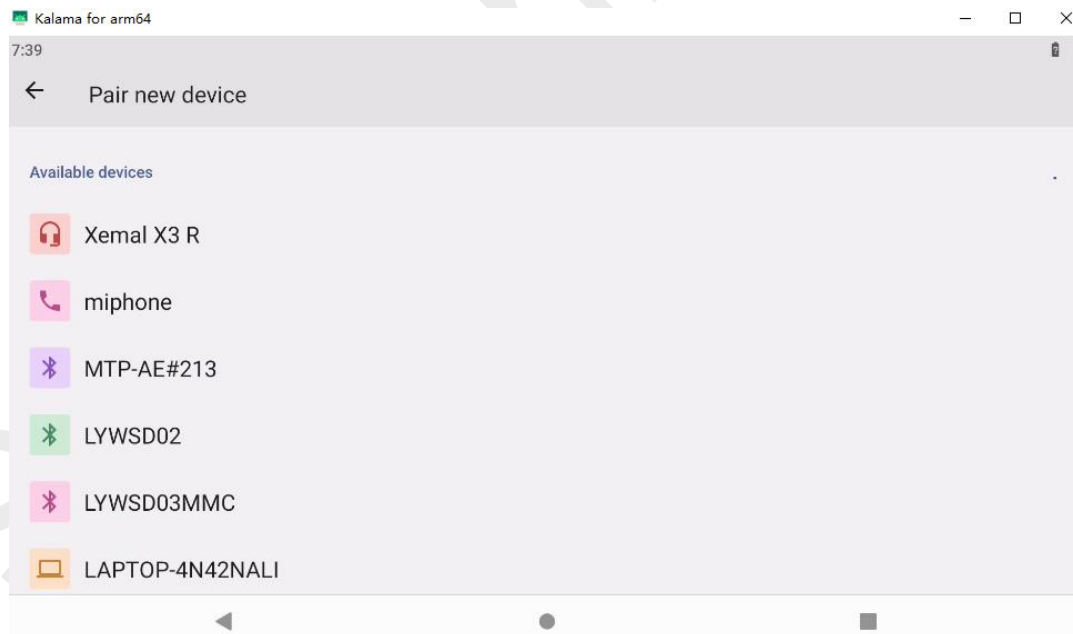 Kalama for arm64
7:39
Pair new device
Available devices
Xemal X3 R
miphone
MTP-AE#213
LYWSD02
LYWSD03MMC
LAPTOP-4N42NALI